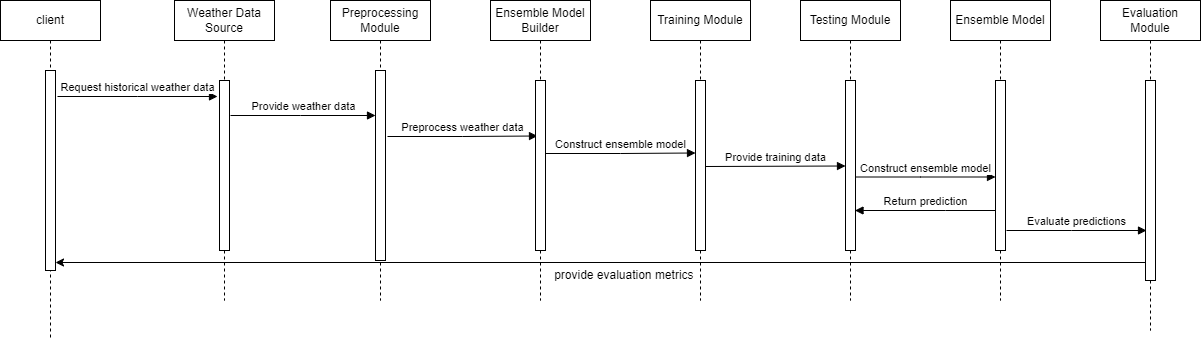 client
Weather Data
Source
Preprocessing
Module
Ensemble Model
Builder
Training Module
Testing Module
Ensemble Model
Evaluation
Module
Request historical weather data
Provide weather data
Preprocess weather data
Construct ensemble model
Provide training data
Construct ensemble model
Return prediction
Evaluate predictions
provide evaluation metrics